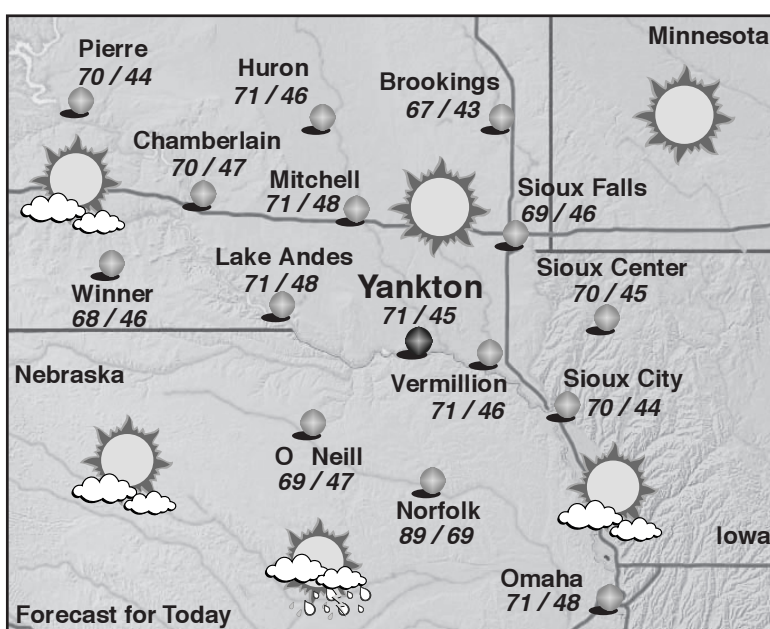 Minnesota
Pierre
70 / 44
Huron
71 / 46
Brookings
67 / 43
Chamberlain
70 / 47
Mitchell
71 / 48
Sioux Falls
69 / 46
Lake Andes
71 / 48
Yankton
71 / 45
Sioux Center
70 / 45
Winner
68 / 46
Nebraska
Vermillion
71 / 46
Sioux City
70 / 44
O Neill
69 / 47
Norfolk
89 / 69
Iowa
Omaha
71 / 48
Forecast for Today